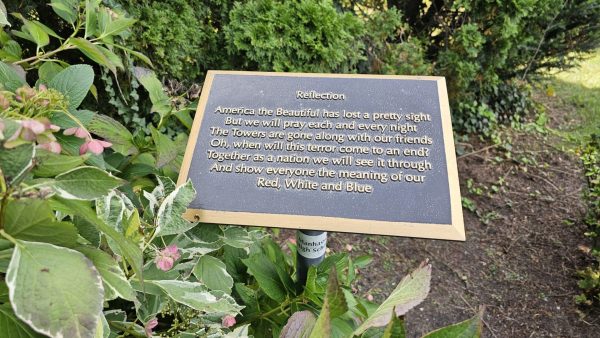 Reflection
America the Beautiful has lost a pretty sight
But we will pray each and every night
The Towers are gone along with our friends
Oh, when will this terror come to an end?
Together as a nation we will see it through
And show everyone the meaning of our
Red, White and Blue